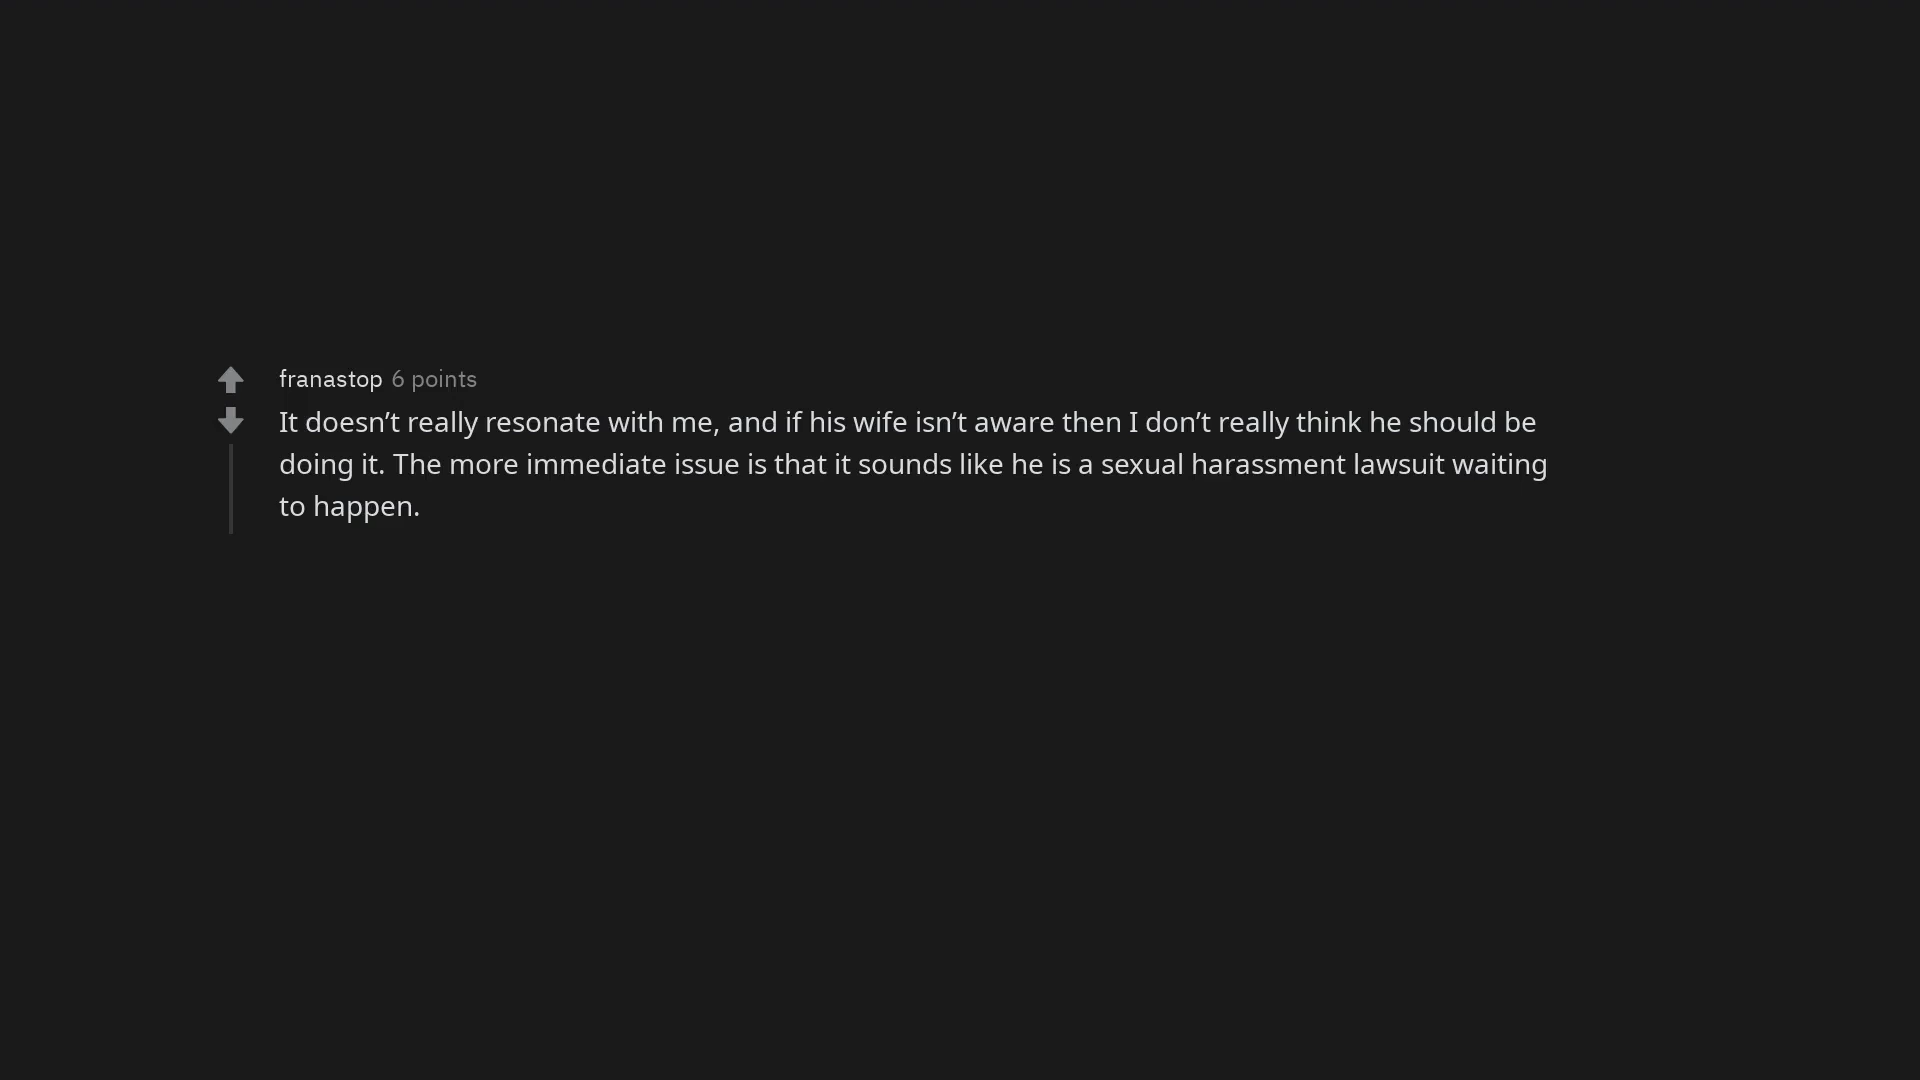 franastop 6 points
It doesn’t really resonate with me, and if his wife isn’t aware then I don’t really think he should be
doing it. The more immediate issue is that it sounds like he is a sexual harassment lawsuit waiting
to happen.